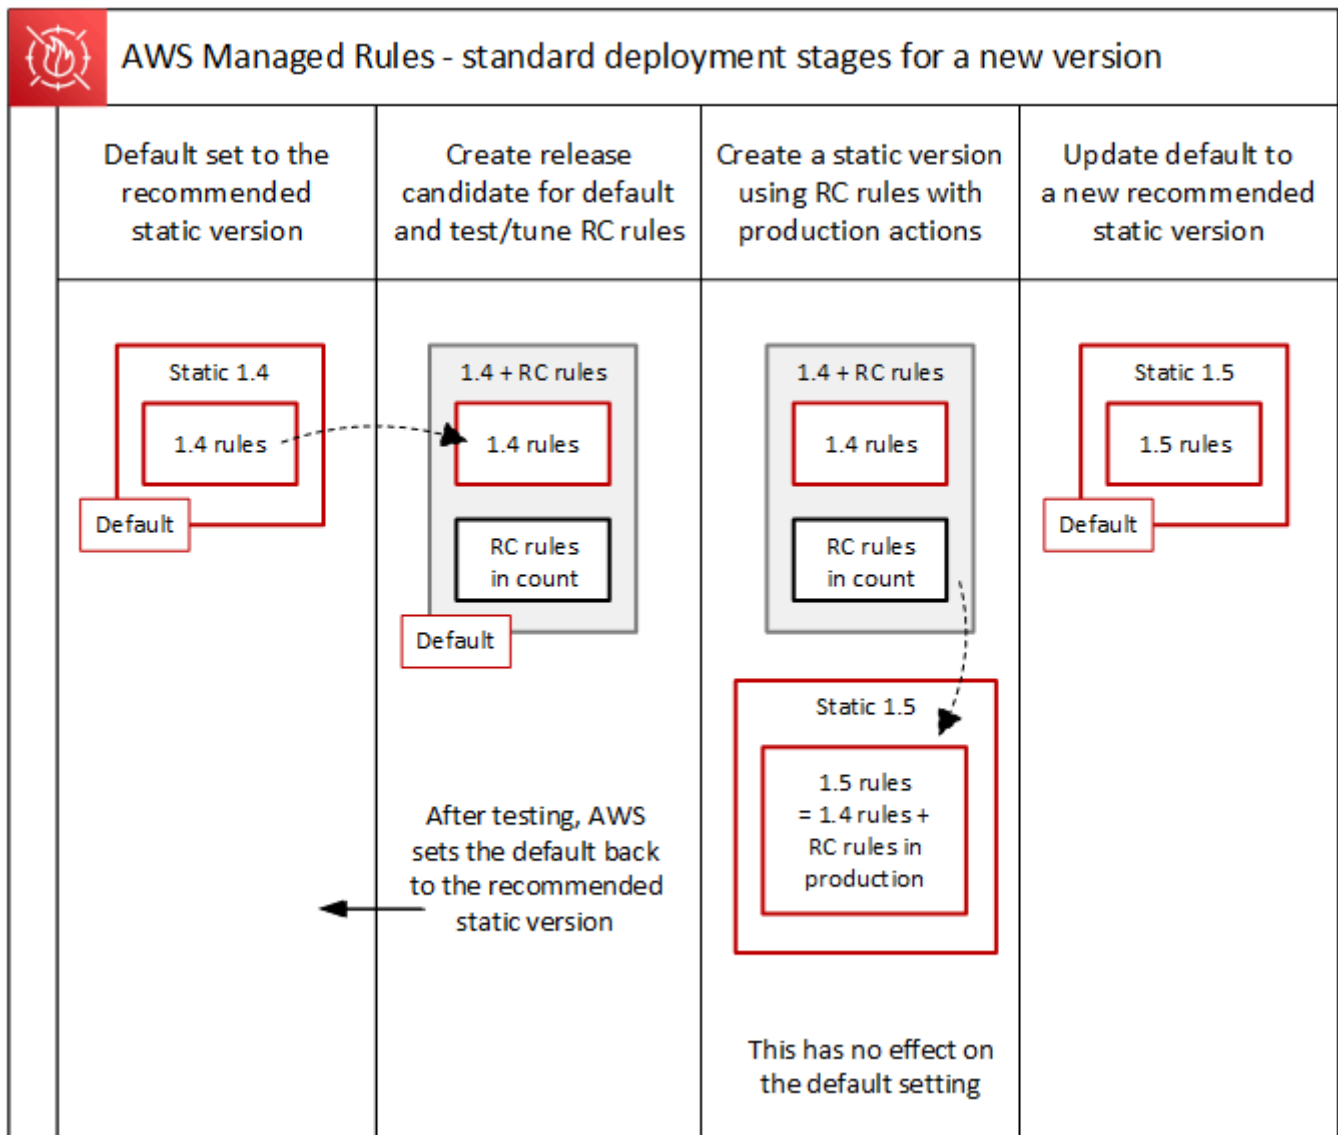 AWS Managed Rules - standard deployment stages for a new version
Default set to the
recommended
static version
Create release
candidate for default
and test/tune RC rules
Create a static version
using RC rules with
production actions
Update default to
a new recommended
static version
Static 1.4
1.4 rules
Default
1.4 + RC rules
1.4 rules
RC rules
in count
Default
After testing, AWS
sets the default back
to the recommended
static version
1.4 + RC rules
1.4 rules
RC rules
in count
Static 1.5
1.5 rules
= 1.4 rules +
RC rules in
production
This has no effect on
the default setting
Static 1.5
1.5 rules
Default